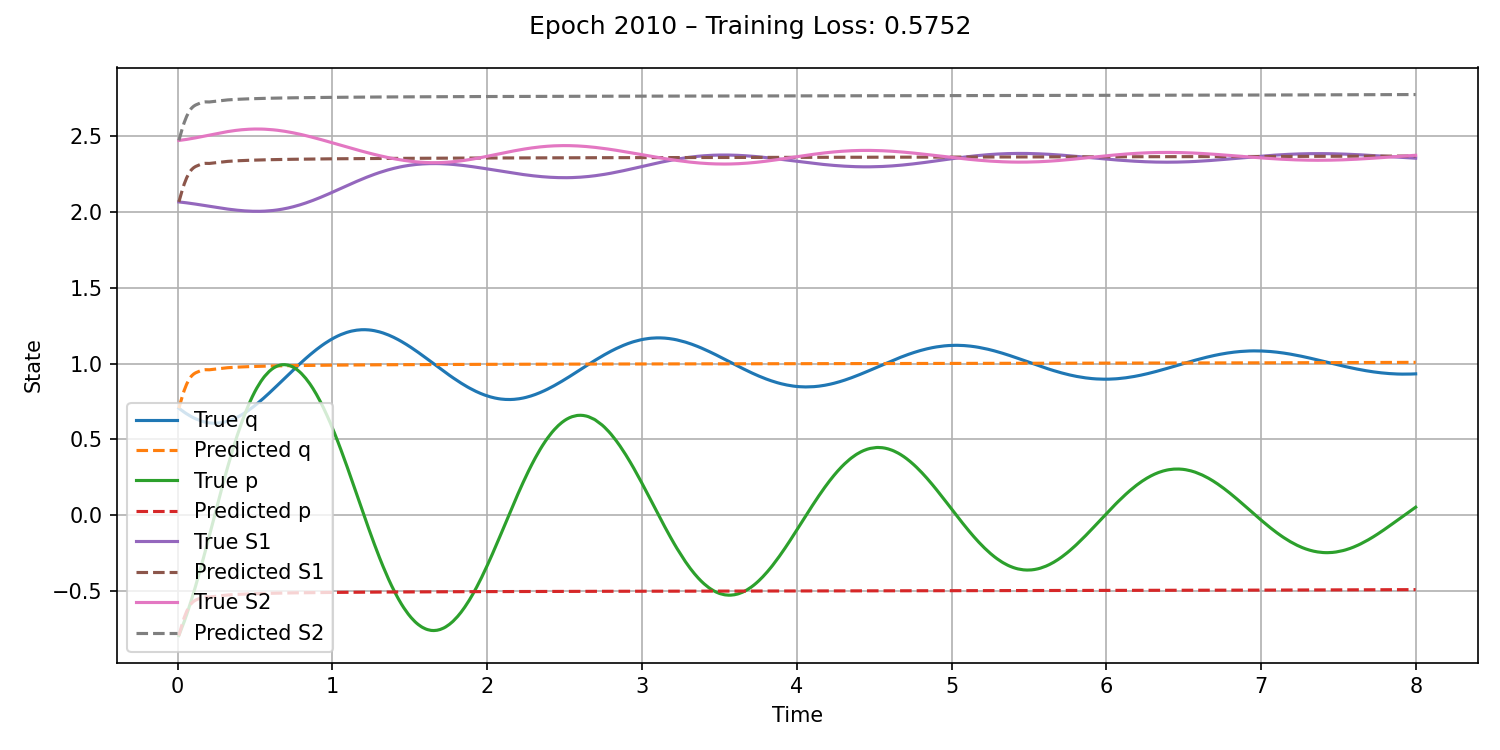 Epoch 2010 – Training Loss: 0.5752
State
2.5
2.0
1.5
1.0
0.5
0.0
−0.5
True q
Predicted q
True p
Predicted p
True S1
Predicted S1
True S2
Predicted S2
0 1 2 3 4 5 6 7 8
Time